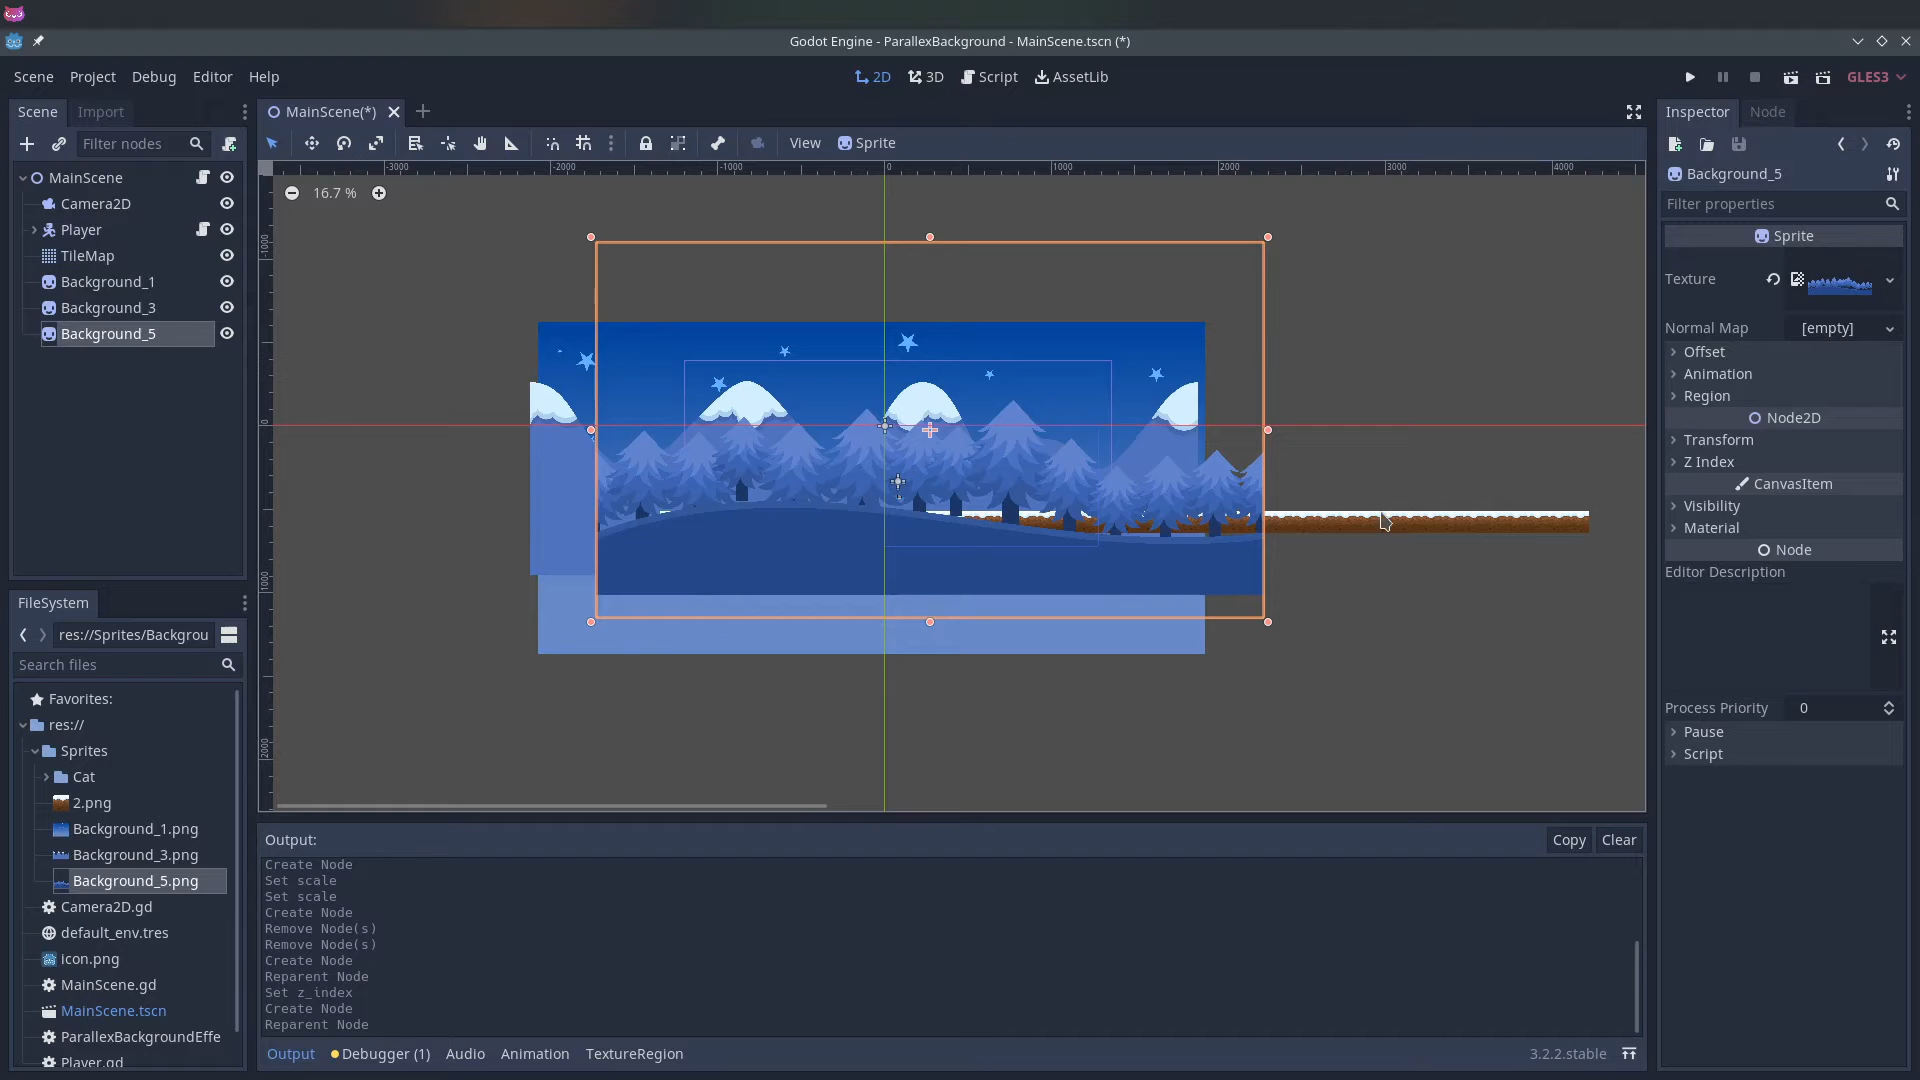 Godot Engine - ParallexBackground - MainScene.tscn (*)
Scene Project Debug Editor Help
2D 3D Script AssetLib
GLES3
Scene Import
Filter nodes
MainScene
Camera2D
Player
TileMap
Background_1
Background_3
Background_5
MainScene(*)
View Sprite
-3000 -2000 -1000 0 1000 2000 3000 4000
16.7 %
-1000
0
1000
2000
FileSystem
res://Sprites/Backgrou
Search files
Favorites:
res://
Sprites
Cat
2.png
Background_1.png
Background_3.png
Background_5.png
Camera2D.gd
default_env.tres
icon.png
MainScene.gd
MainScene.tscn
ParallexBackgroundEffe
Player.gd
Output:
Copy Clear
Create Node
Set scale
Set scale
Create Node
Remove Node(s)
Remove Node(s)
Create Node
Reparent Node
Set z_index
Create Node
Reparent Node
Output Debugger (1) Audio Animation TextureRegion
3.2.2.stable
Inspector Node
Background_5
Filter properties
Sprite
Texture
Normal Map [empty]
Offset
Animation
Region
Node2D
Transform
Z Index
CanvasItem
Visibility
Material
Node
Editor Description
Process Priority 0
Pause
Script